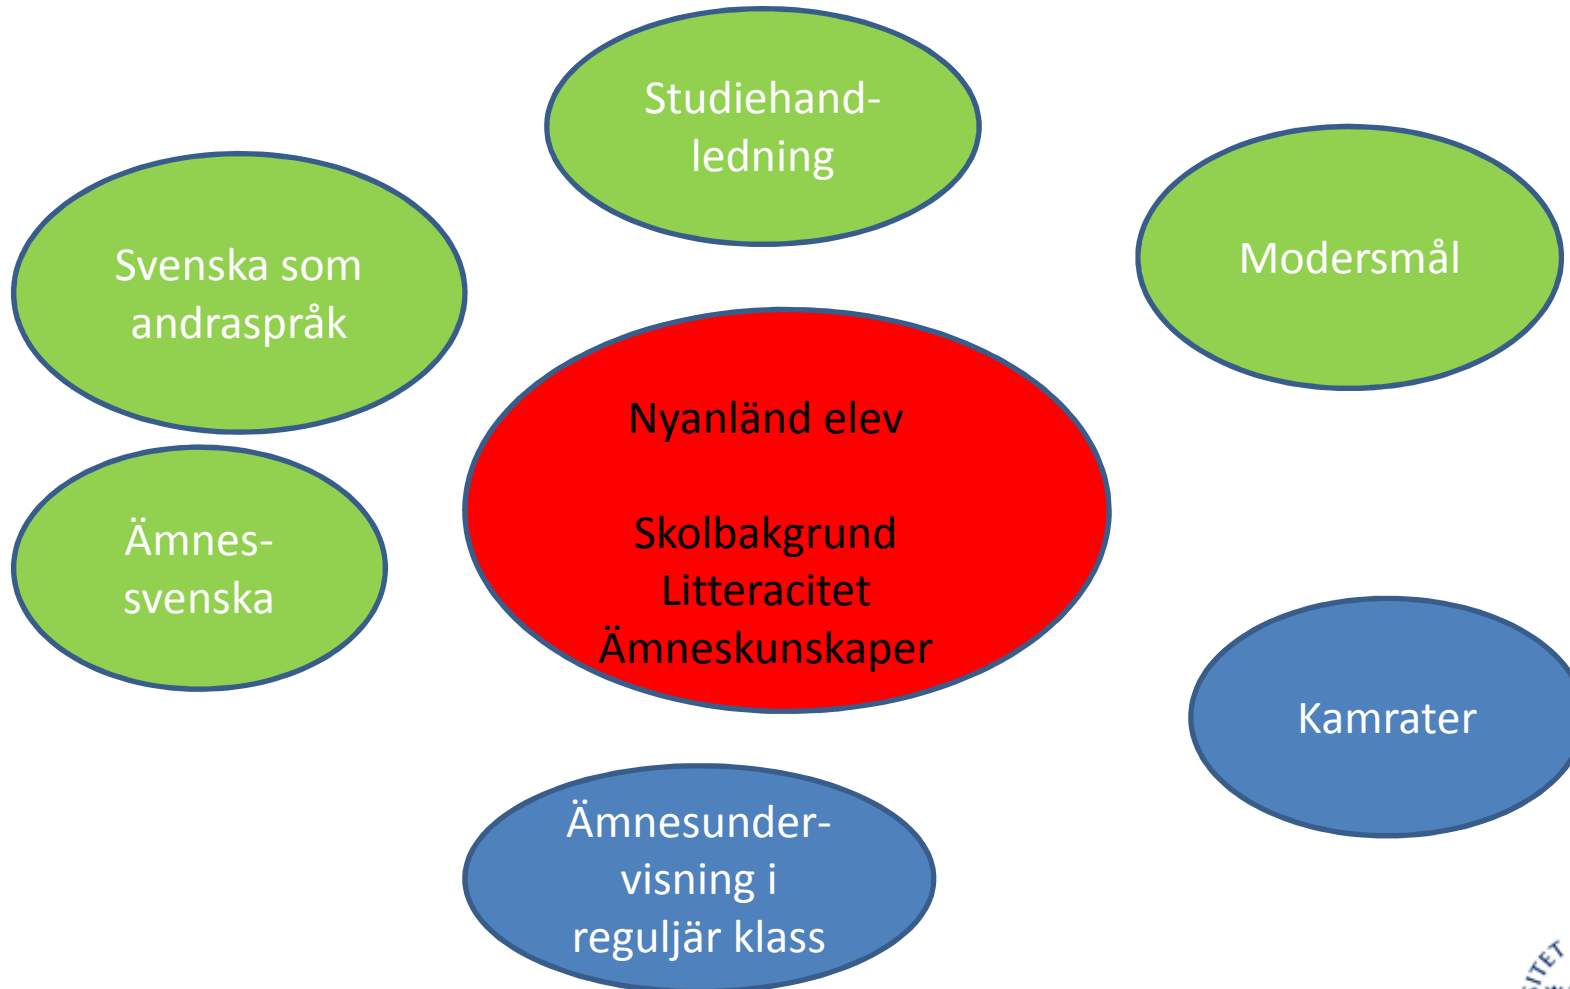 Studiehand-
ledning
Svenska som
andraspråk
Modersmål
Nyanländ elev
Skolbakgrund
Litteracitet
Ämneskunskaper
Ämnes-
svenska
Kamrater
Ämnesunder-
visning i
reguljär klass